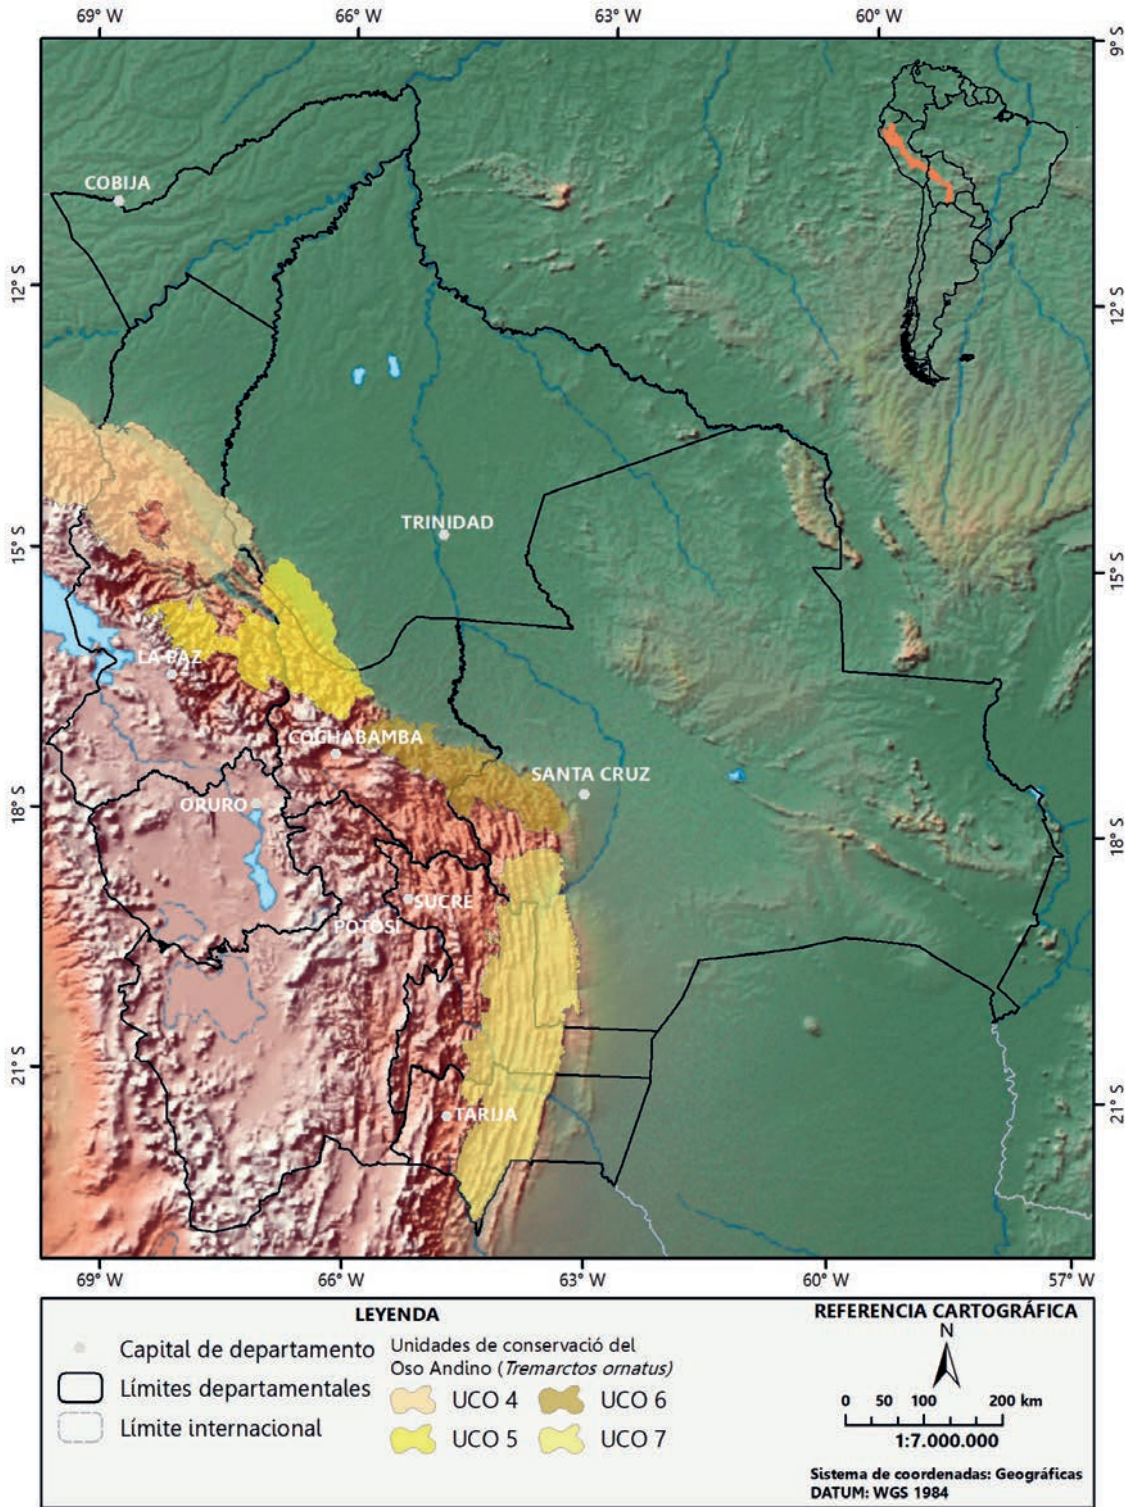 69° W 66° W 63° W 60° W
9° S
COBIJA
12° S
12° S
TRINIDAD
15° S
15° S
LA PAZ
COCHABAMBA
SANTA CRUZ
ORURO
18° S
18° S
SUCRE
POTOSÍ
21° S
21° S
TARIJA
69° W 66° W 63° W 60° W 57° W
LEYENDA
Capital de departamento
Límites departamentales
Límite internacional
Unidades de conservació del
Oso Andino (Tremarctos ornatus)
UCO 4 UCO 6
UCO 5 UCO 7
REFERENCIA CARTOGRÁFICA
N
0 50 100 200 km
1:7.000.000
Sistema de coordenadas: Geográficas
DATUM: WGS 1984